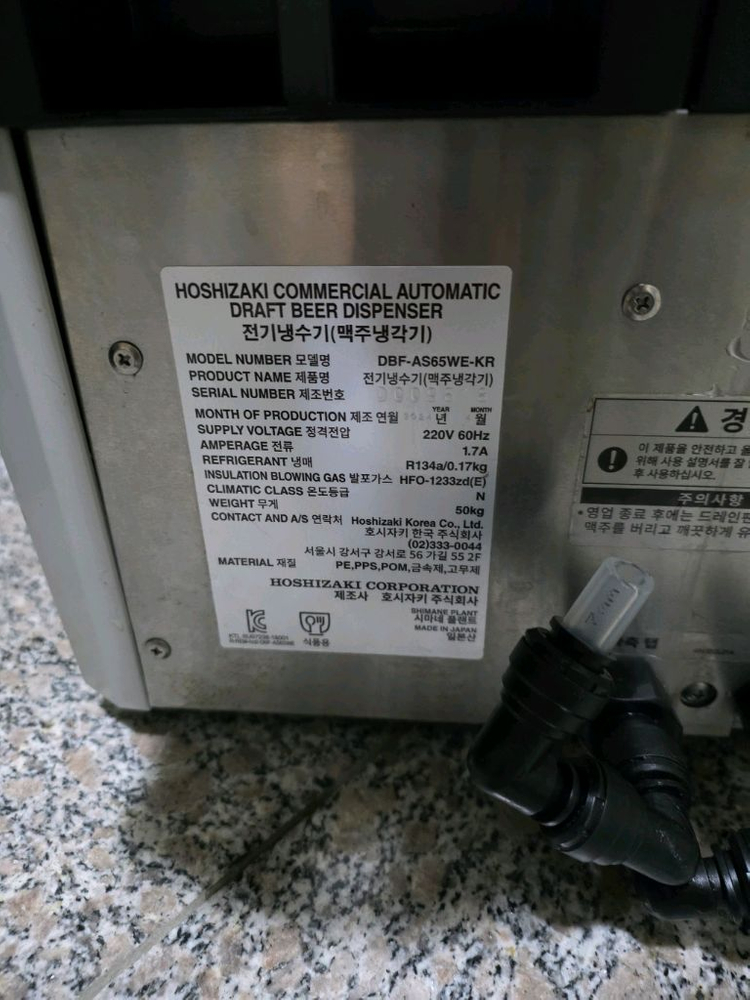 HOSHIZAKI COMMERCIAL AUTOMATIC
DRAFT BEER DISPENSER
전기냉수기(맥주냉각기)
MODEL NUMBER 모델명 DBF-AS65WE-KR
PRODUCT NAME 제품명 전기냉수기(맥주냉각기)
SERIAL NUMBER 제조번호
MONTH OF PRODUCTION 제조 연월 YEAR 년 MONTH 월
SUPPLY VOLTAGE 정격전압 220V 60Hz
AMPERAGE 전류 1.7A
REFRIGERANT 냉매 R134a/0.17kg
INSULATION BLOWING GAS 발포가스 HFO-1233zd(E)
CLIMATIC CLASS 온도등급 N
WEIGHT 무게 50kg
CONTACT AND A/S 연락처 Hoshizaki Korea Co., Ltd.
호시자키 한국 주식회사
(02)333-0044
서울시 강서구 강서로 56 가길 55 2F
MATERIAL 재질 PE,PPS,POM,금속제,고무제
HOSHIZAKI CORPORATION
제조사 호시자키 주식회사
SHIMANE PLANT
시마네 플랜트
MADE IN JAPAN
일본산
식품용
경
이 제품을 안전하고 올
위해 사용 설명서를 잘
후 사용하십시오.
주의사항
• 영업 종료 후에는 드레인판
맥주를 버리고 깨끗하게 유